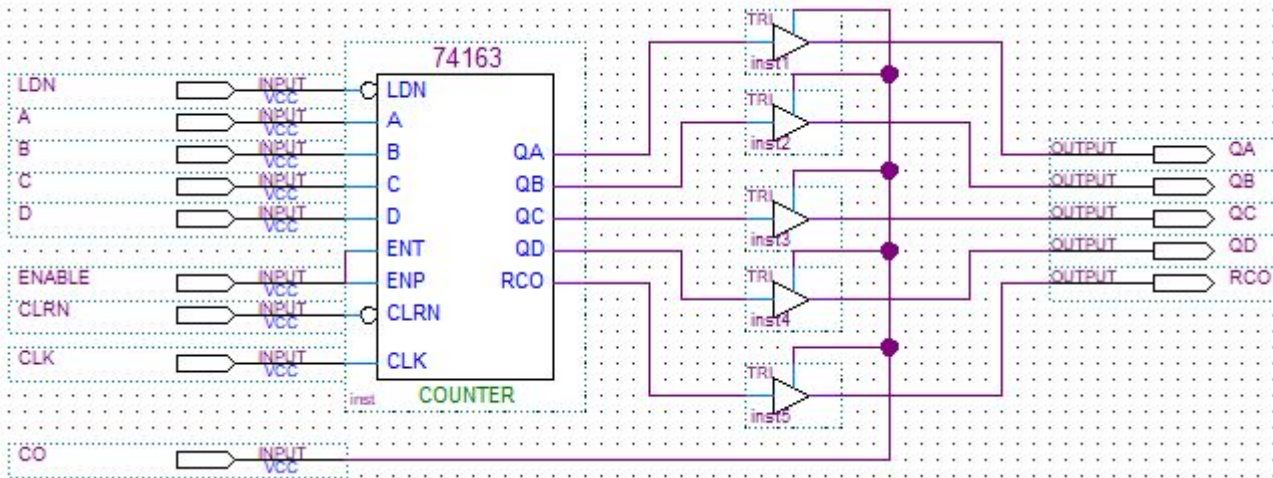 TRI
inst1
74163
LDN INPUT VCC LDN
A INPUT VCC A
TRI
inst2
B INPUT VCC B QA OUTPUT QA
C INPUT VCC C QB OUTPUT QB
TRI
inst3
D INPUT VCC D QC OUTPUT QC
ENT QD OUTPUT QD
ENABLE INPUT VCC ENP RCO OUTPUT RCO
TRI
inst4
CLRN INPUT VCC CLRN
CLK INPUT VCC CLK
TRI
inst5
inst COUNTER
CO INPUT VCC